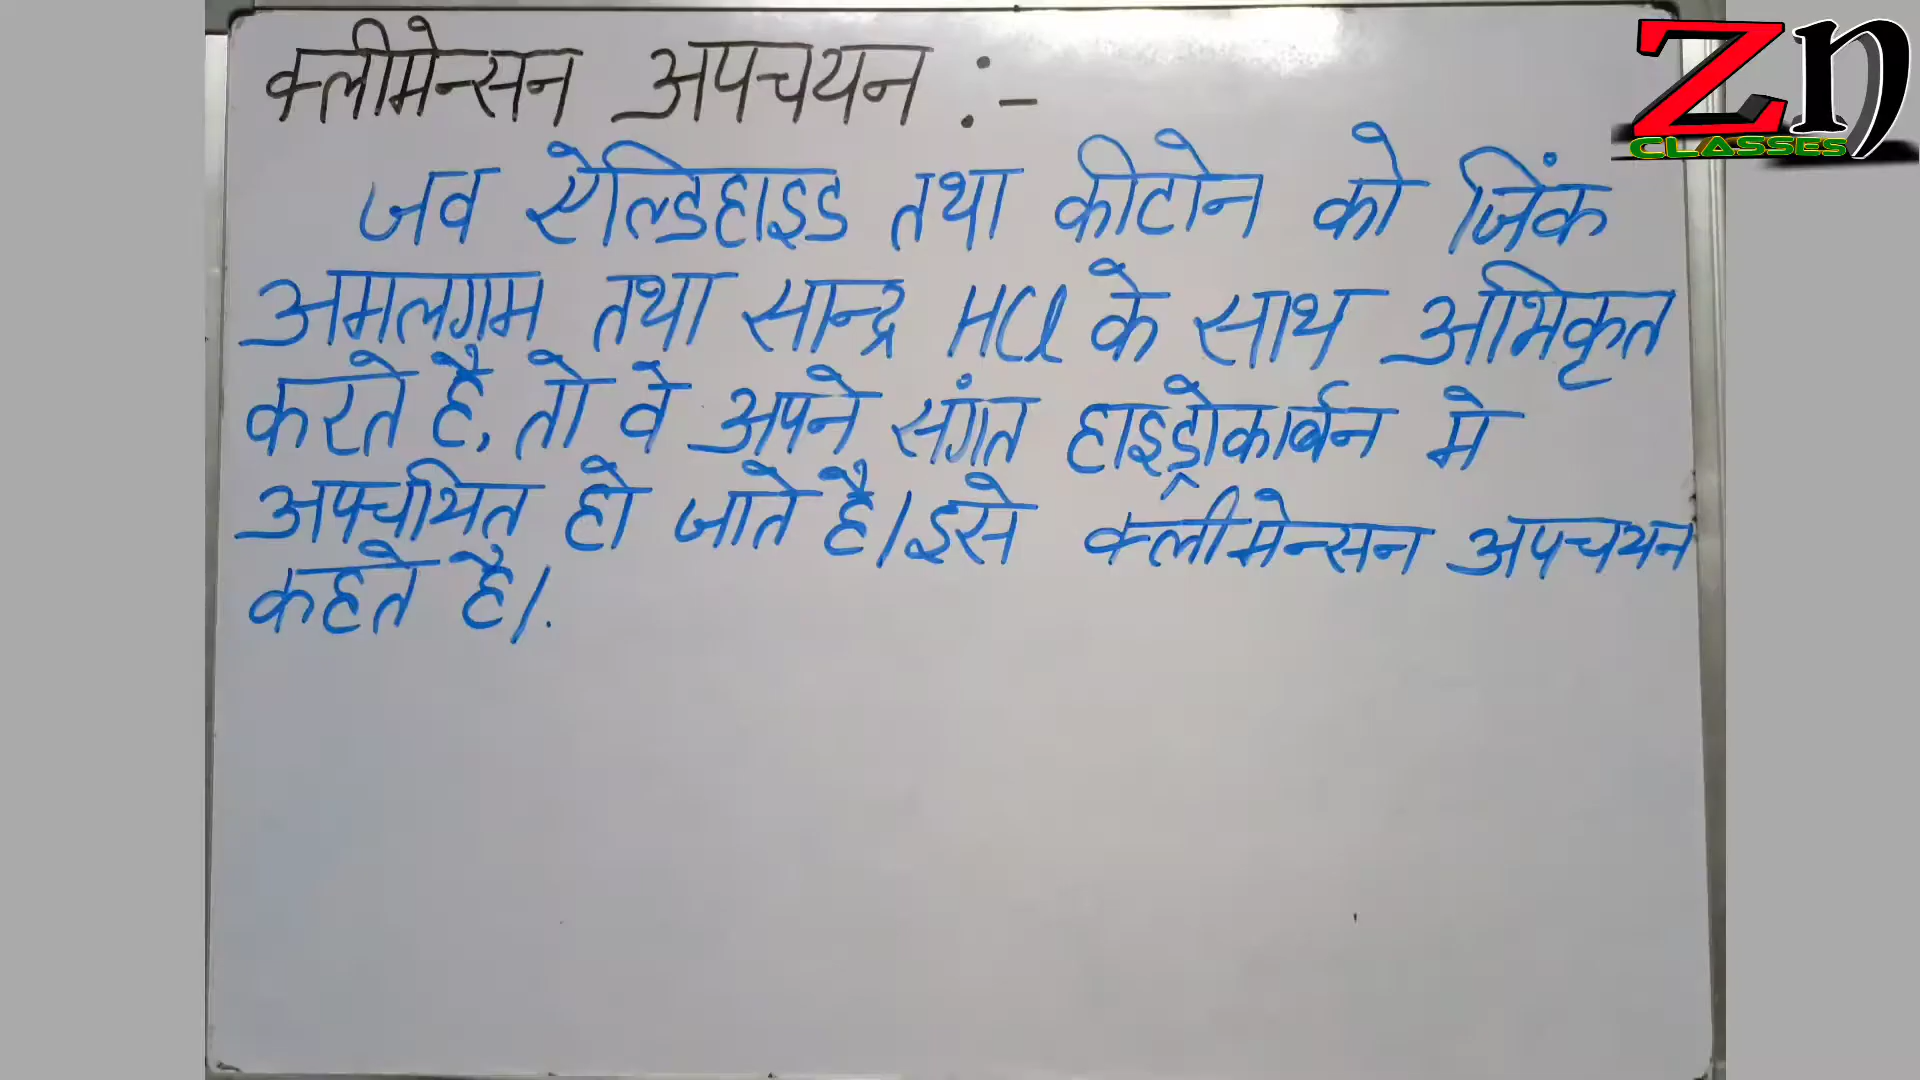 क्लीमेन्सन अपचयन :-
जव ऐल्डिहाइड तथा कीटोन को जिंक
अमलगम तथा सान्द्र HCl के साथ अभिकृत
करते है, तो वे अपने संगत हाइड्रोकार्बन मे
अपचयित हो जाते है। इसे क्लीमेन्सन अपचयन
कहते है।.
Zn
CLASSES